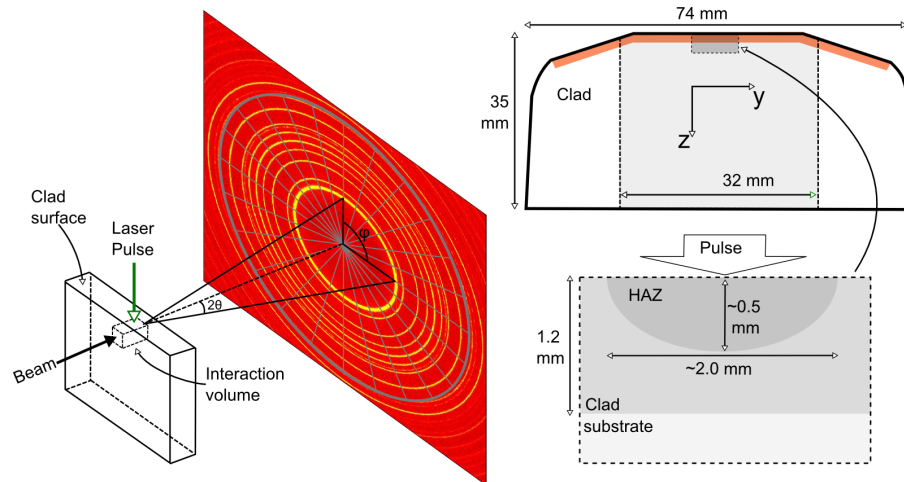 Clad
surface
Laser
Pulse
Beam
2θ
φ
Interaction
volume
74 mm
35
mm
Clad
y
z
32 mm
Pulse
HAZ
~0.5
mm
1.2
mm
~2.0 mm
Clad
substrate